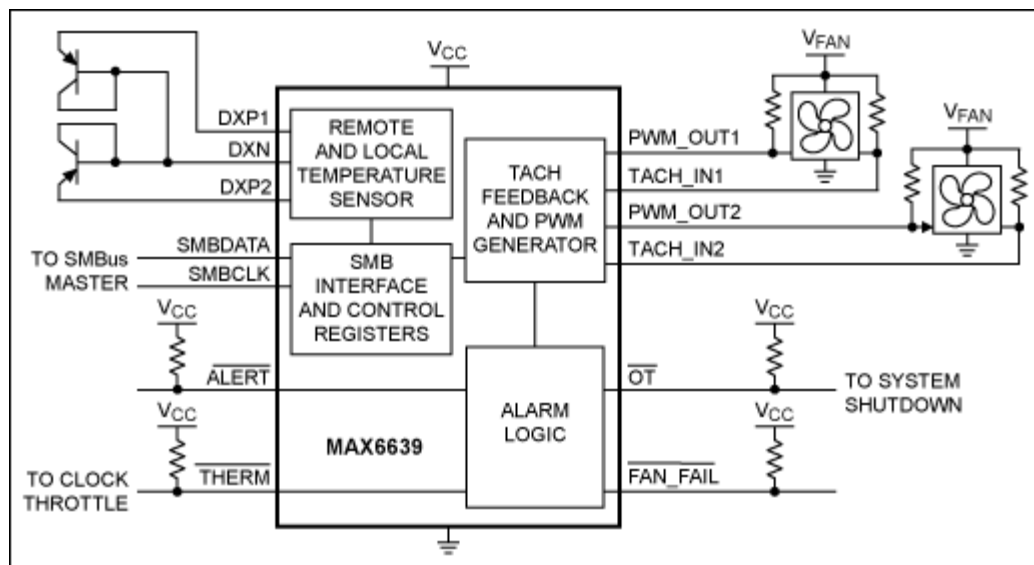 VCC
VFAN
VFAN
DXP1
DXN
DXP2
REMOTE
AND LOCAL
TEMPERATURE
SENSOR
TACH
FEEDBACK
AND PWM
GENERATOR
PWM_OUT1
TACH_IN1
PWM_OUT2
TACH_IN2
TO SMBus
MASTER
SMBDATA
SMBCLK
SMB
INTERFACE
AND CONTROL
REGISTERS
VCC
ALERT
VCC
TO CLOCK
THROTTLE
THERM
MAX6639
ALARM
LOGIC
VCC
OT
TO SYSTEM
SHUTDOWN
VCC
FAN_FAIL